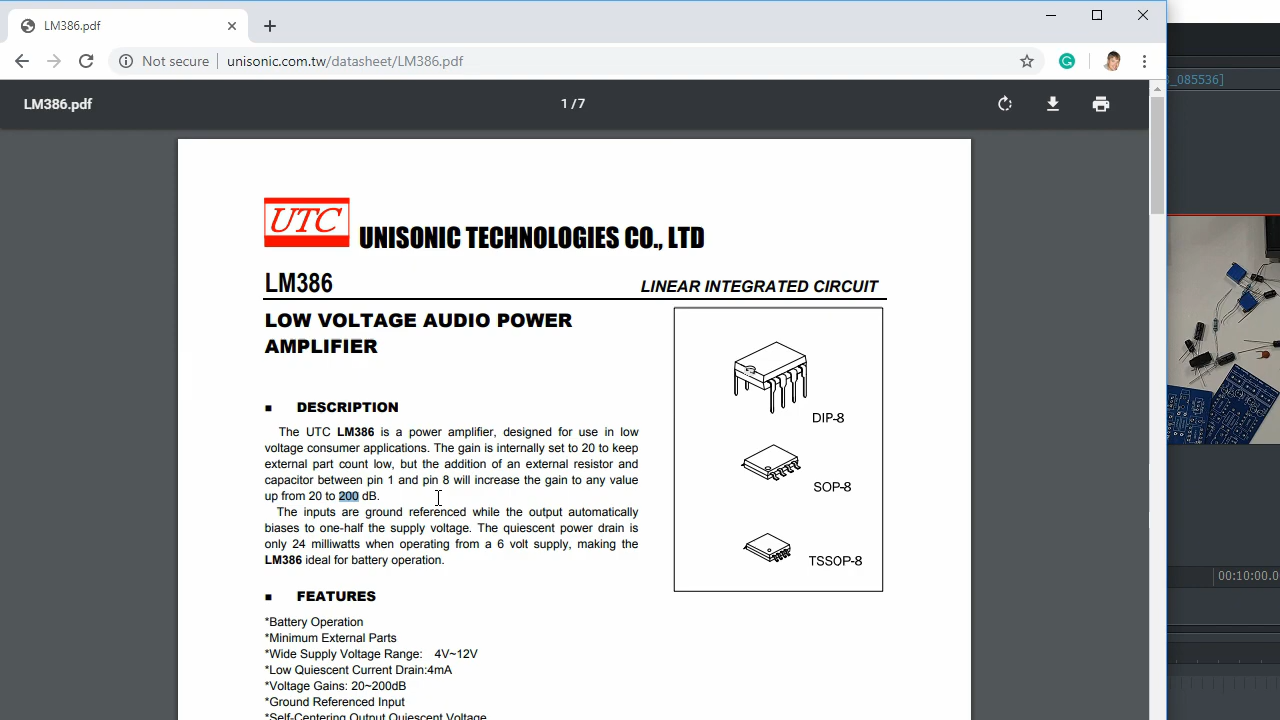 LM386.pdf
Not secure
unisonic.com.tw/datasheet/LM386.pdf
LM386.pdf
1 / 7
_085536]
UTC
UNISONIC TECHNOLOGIES CO., LTD
LM386
LINEAR INTEGRATED CIRCUIT
LOW VOLTAGE AUDIO POWER
AMPLIFIER
DIP-8
SOP-8
TSSOP-8
■ DESCRIPTION
The UTC LM386 is a power amplifier, designed for use in low
voltage consumer applications. The gain is internally set to 20 to keep
external part count low, but the addition of an external resistor and
capacitor between pin 1 and pin 8 will increase the gain to any value
up from 20 to 200 dB.
The inputs are ground referenced while the output automatically
biases to one-half the supply voltage. The quiescent power drain is
only 24 milliwatts when operating from a 6 volt supply, making the
LM386 ideal for battery operation.
00:10:00.0
■ FEATURES
*Battery Operation
*Minimum External Parts
*Wide Supply Voltage Range: 4V~12V
*Low Quiescent Current Drain:4mA
*Voltage Gains: 20~200dB
*Ground Referenced Input
*Self-Centering Output Quiescent Voltage